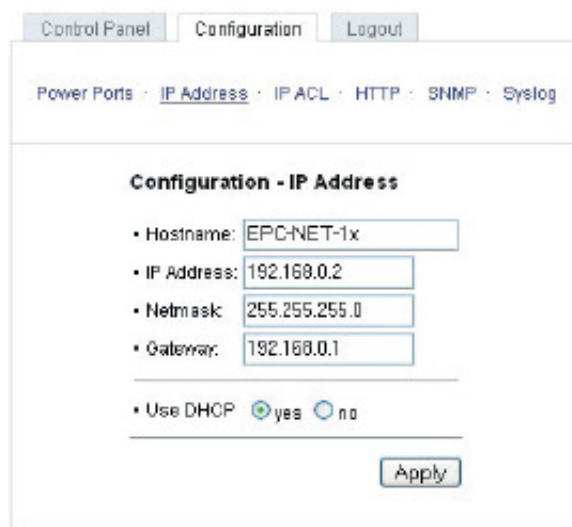 Control Panel Configuration Logout
Power Ports · IP Address · IP ACL · HTTP · SNMP · Syslog
Configuration - IP Address
• Hostname: EPC-NET-1x
• IP Address: 192.168.0.2
• Netmask: 255.255.255.0
• Gateway: 192.168.0.1
• Use DHCP yes no
Apply